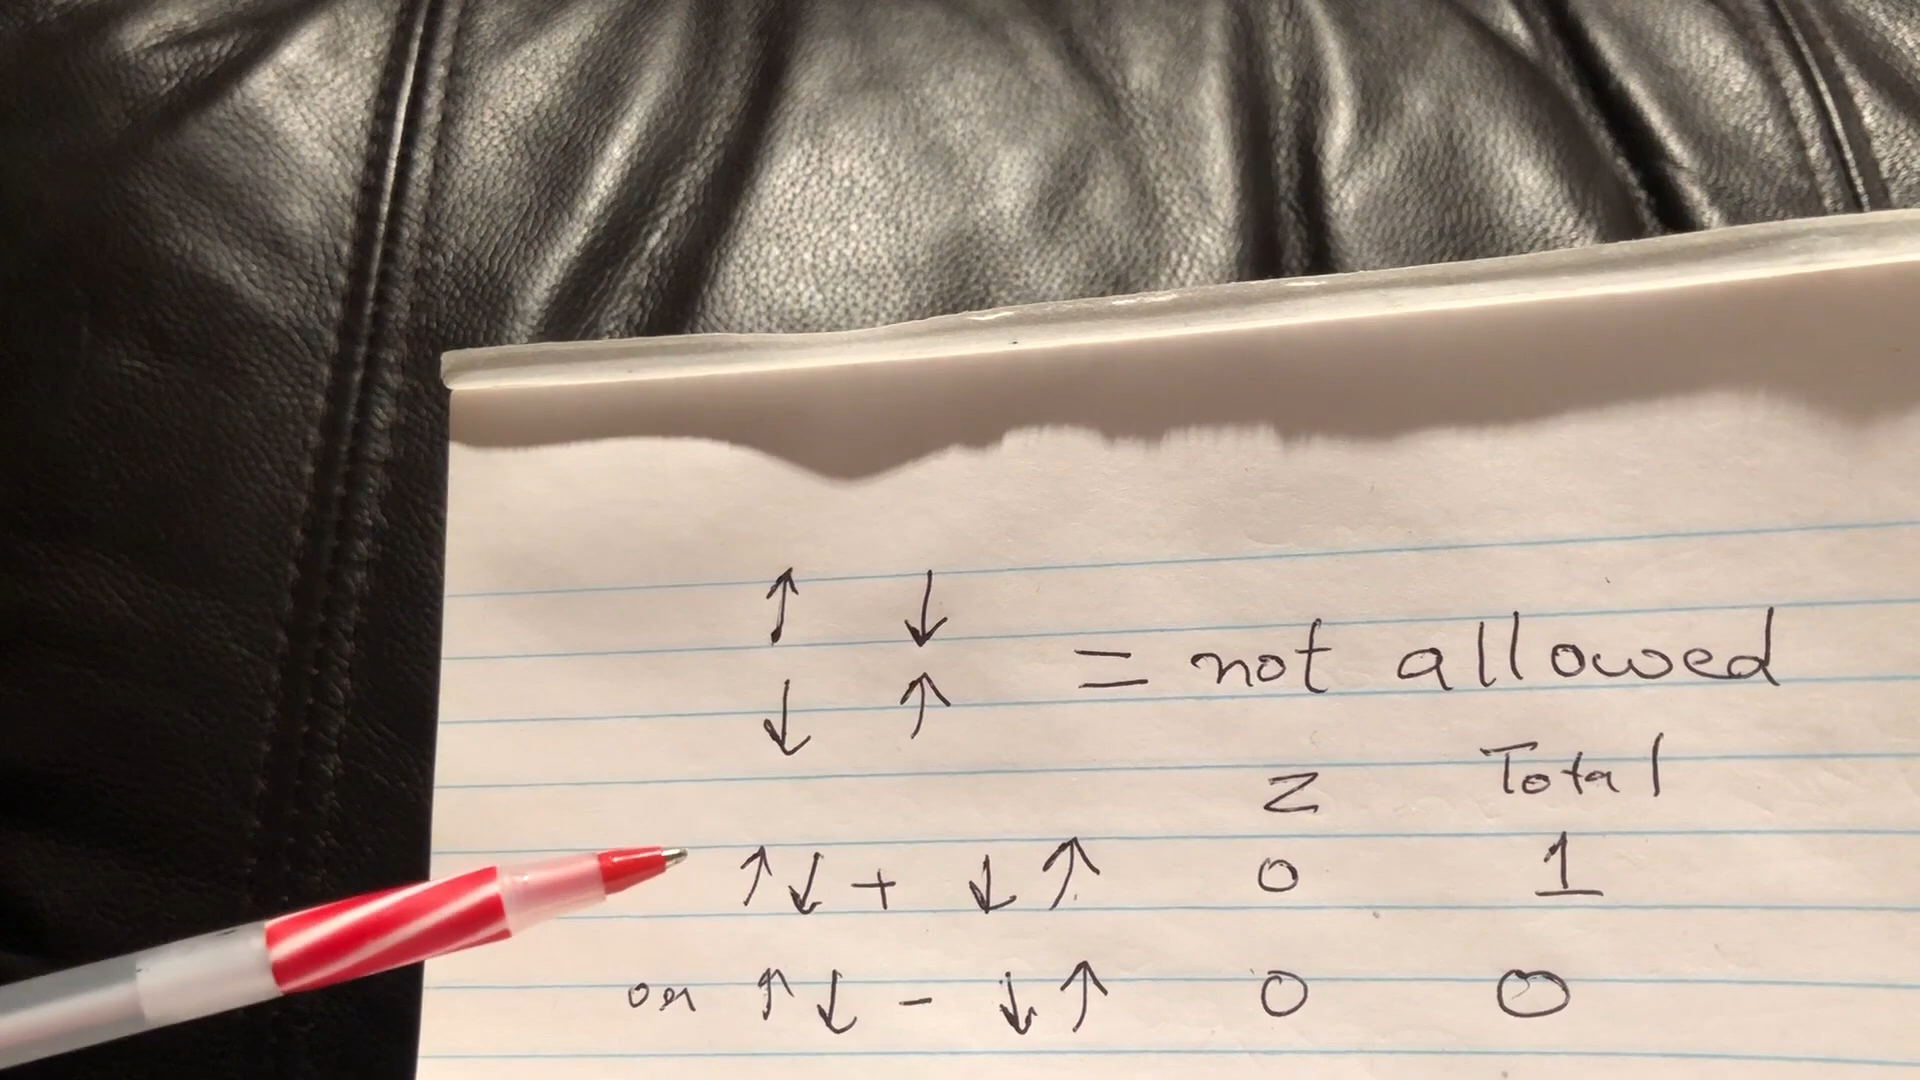 ↑ ↓
= not allowed
↓ ↑
Z Total
↑↓ + ↓↑ 0 1
or ↑↓ - ↓↑ 0 0